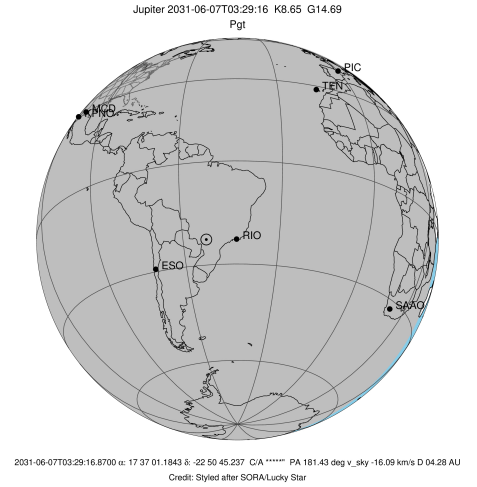 Jupiter 2031-06-07T03:29:16  K8.65  G14.69
Pgt
PIC
TEN
MCD
KPNO
RIO
ESO
SAAO
2031-06-07T03:29:16.8700 α: 17 37 01.1843 δ: -22 50 45.237  C/A *****"  PA 181.43 deg v_sky -16.09 km/s D 04.28 AU
Credit: Styled after SORA/Lucky Star